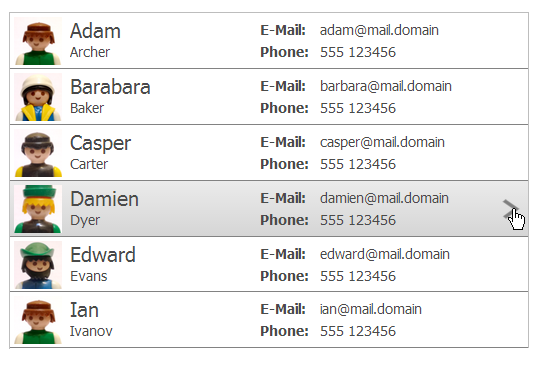 Adam E-Mail: adam@mail.domain
Archer Phone: 555 123456
Barabara E-Mail: barbara@mail.domain
Baker Phone: 555 123456
Casper E-Mail: casper@mail.domain
Carter Phone: 555 123456
Damien E-Mail: damien@mail.domain
Dyer Phone: 555 123456
Edward E-Mail: edward@mail.domain
Evans Phone: 555 123456
Ian E-Mail: ian@mail.domain
Ivanov Phone: 555 123456